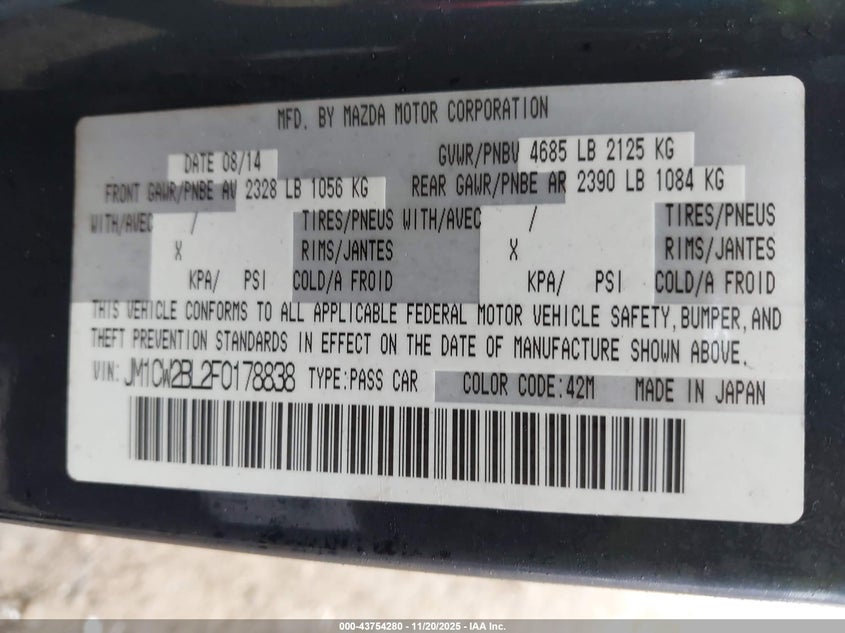 MFD. BY MAZDA MOTOR CORPORATION
DATE 08/14 GVWR/PNBV 4685 LB 2125 KG
FRONT GAWR/PNBE AV 2328 LB 1056 KG REAR GAWR/PNBE AR 2390 LB 1084 KG
WITH/AVEC / TIRES/PNEUS WITH/AVEC / TIRES/PNEUS
X RIMS/JANTES X RIMS/JANTES
KPA/ PSI COLD/A FROID KPA/ PSI COLD/A FROID
THIS VEHICLE CONFORMS TO ALL APPLICABLE FEDERAL MOTOR VEHICLE SAFETY, BUMPER, AND
THEFT PREVENTION STANDARDS IN EFFECT ON THE DATE OF MANUFACTURE SHOWN ABOVE.
VIN: JM1CW2BL2F0178838 TYPE:PASS CAR COLOR CODE:42M MADE IN JAPAN
000-43754280 - 11/20/2025 - IAA Inc.